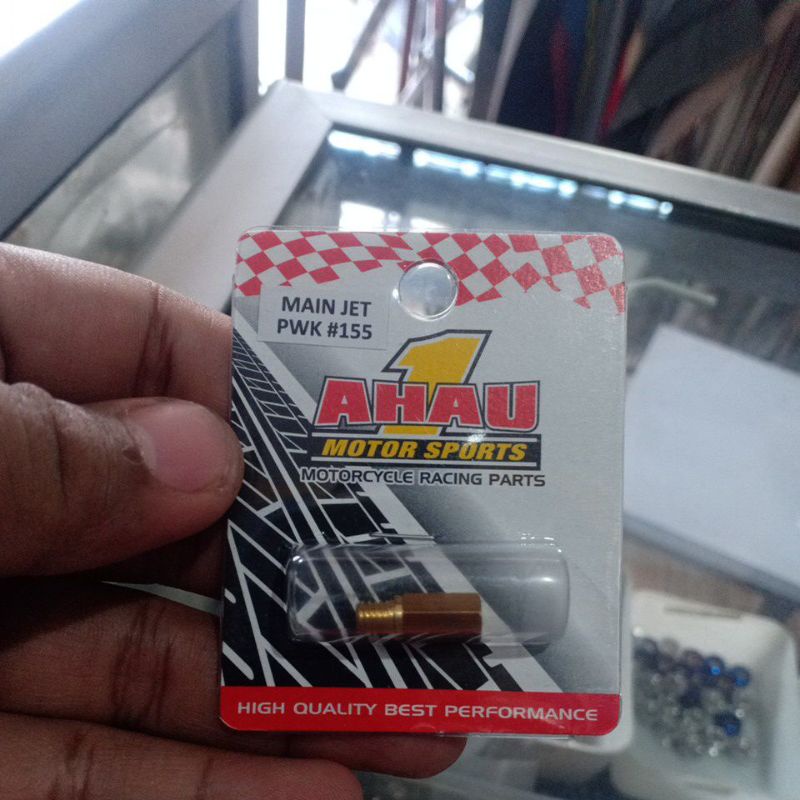 MAIN JET
PWK #155
1
AHAU
MOTOR SPORTS
MOTORCYCLE RACING PARTS
HIGH QUALITY BEST PERFORMANCE